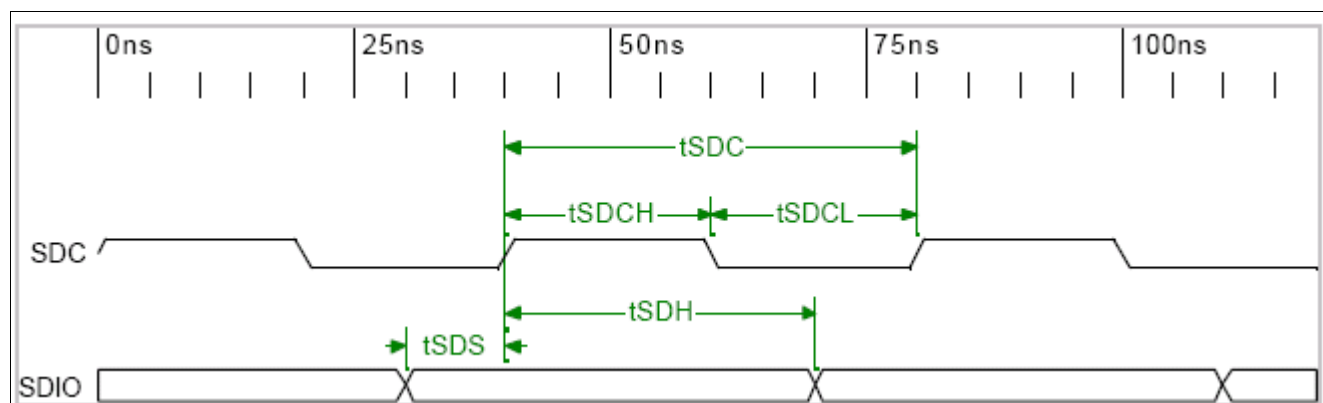 0ns 25ns 50ns 75ns 100ns
tSDC
tSDCH tSDCL
SDC
tSDH
tSDS
SDIO